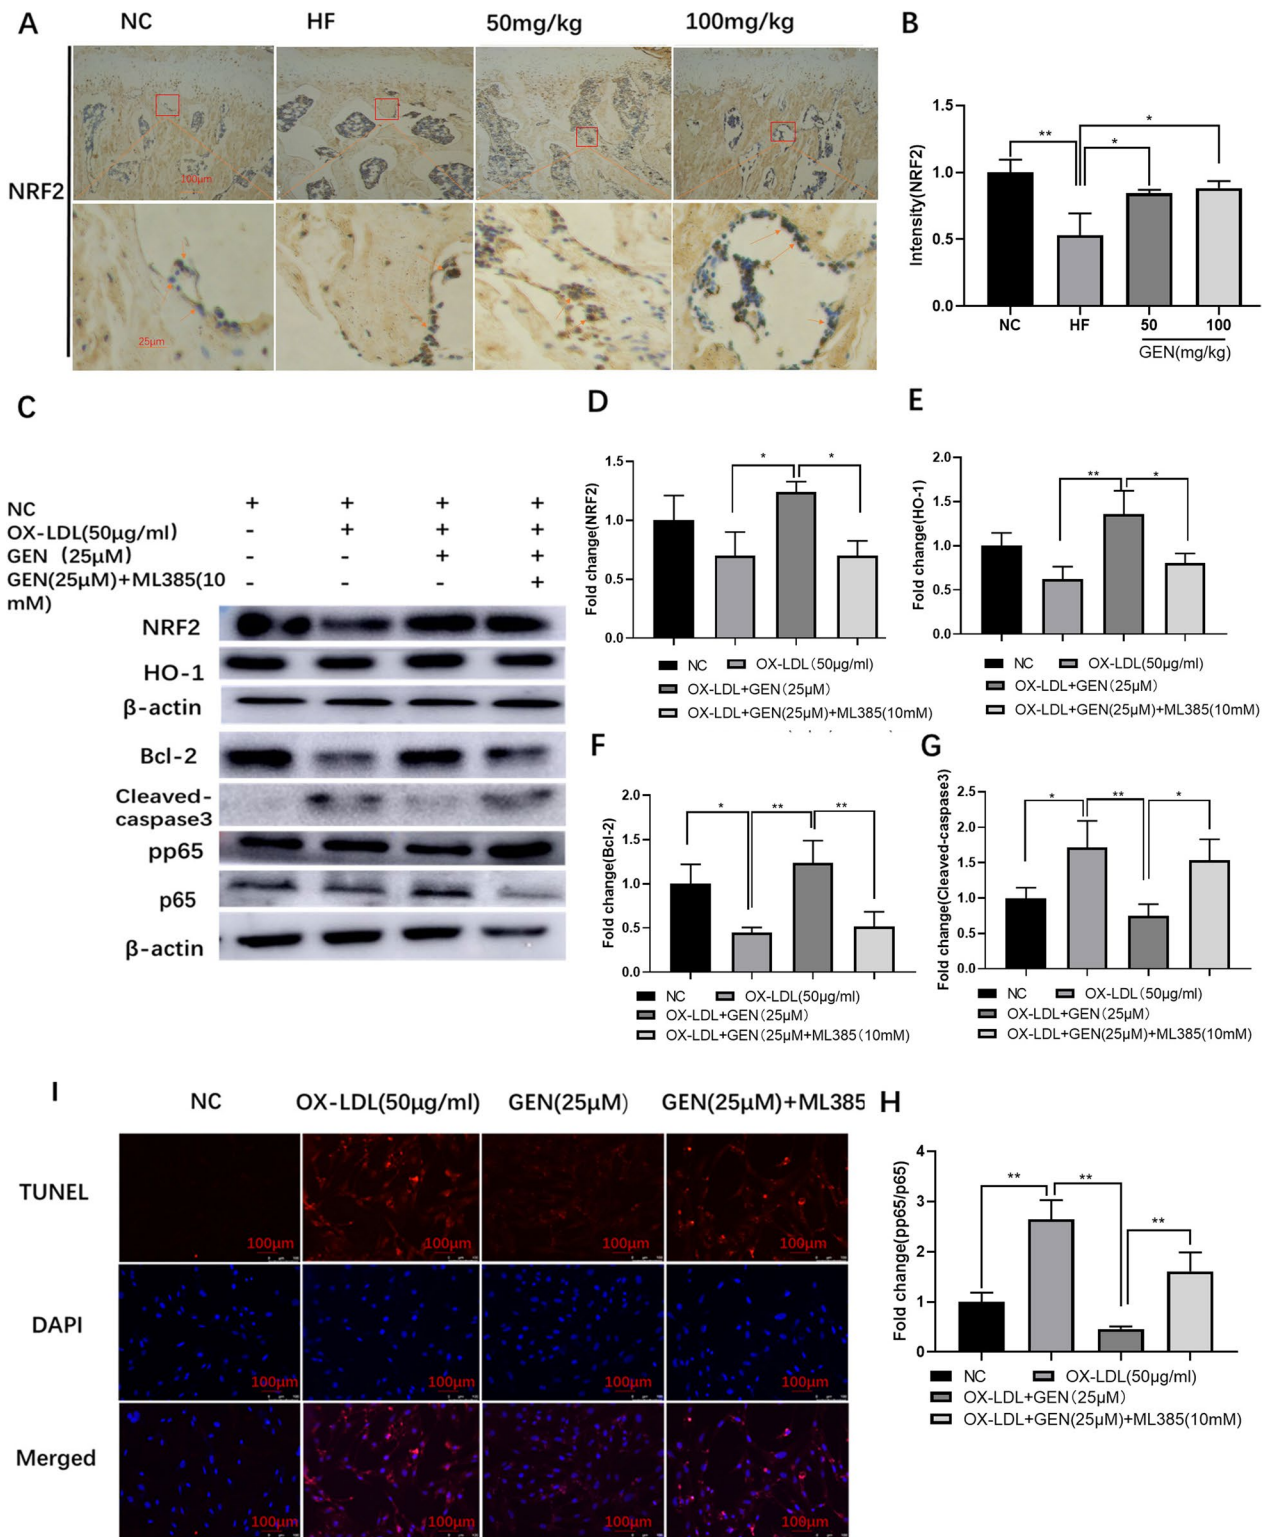 A
NC
HF
50mg/kg
100mg/kg
NRF2
100μm
25μm
B
Intensity(NRF2)
1.5
1.0
0.5
0.0
**
*
*
NC
HF
50
100
GEN(mg/kg)
C
NC
+ + + +
OX-LDL(50μg/ml)
- + + +
GEN (25μM)
- - + +
GEN(25μM)+ML385(10
mM)
- - - +
NRF2
HO-1
β-actin
Bcl-2
Cleaved-
caspase3
pp65
p65
β-actin
D
Fold change(NRF2)
1.5
1.0
0.5
0.0
*
*
NC
OX-LDL(50μg/ml)
OX-LDL+GEN(25μM)
OX-LDL+GEN(25μM)+ML385(10mM)
E
Fold change(HO-1)
2.0
1.5
1.0
0.5
0.0
**
*
NC
OX-LDL(50μg/ml)
OX-LDL+GEN(25μM)
OX-LDL+GEN(25μM)+ML385(10mM)
F
Fold change(Bcl-2)
2.0
1.5
1.0
0.5
0.0
*
**
**
NC
OX-LDL(50μg/ml)
OX-LDL+GEN(25μM)
OX-LDL+GEN(25μM+ML385(10mM)
G
Fold change(Cleaved-caspase3)
2.5
2.0
1.5
1.0
0.5
0.0
*
**
*
NC
OX-LDL(50μg/ml)
OX-LDL+GEN(25μM)
OX-LDL+GEN(25μM)+ML385(10mM)
I
NC
OX-LDL(50μg/ml)
GEN(25μM)
GEN(25μM)+ML385
TUNEL
100μm
100μm
100μm
100μm
DAPI
100μm
100μm
100μm
100μm
Merged
100μm
100μm
100μm
100μm
H
Fold change(pp65/p65)
4
3
2
1
0
**
**
**
NC
OX-LDL(50μg/ml)
OX-LDL+GEN(25μM)
OX-LDL+GEN(25μM)+ML385(10mM)